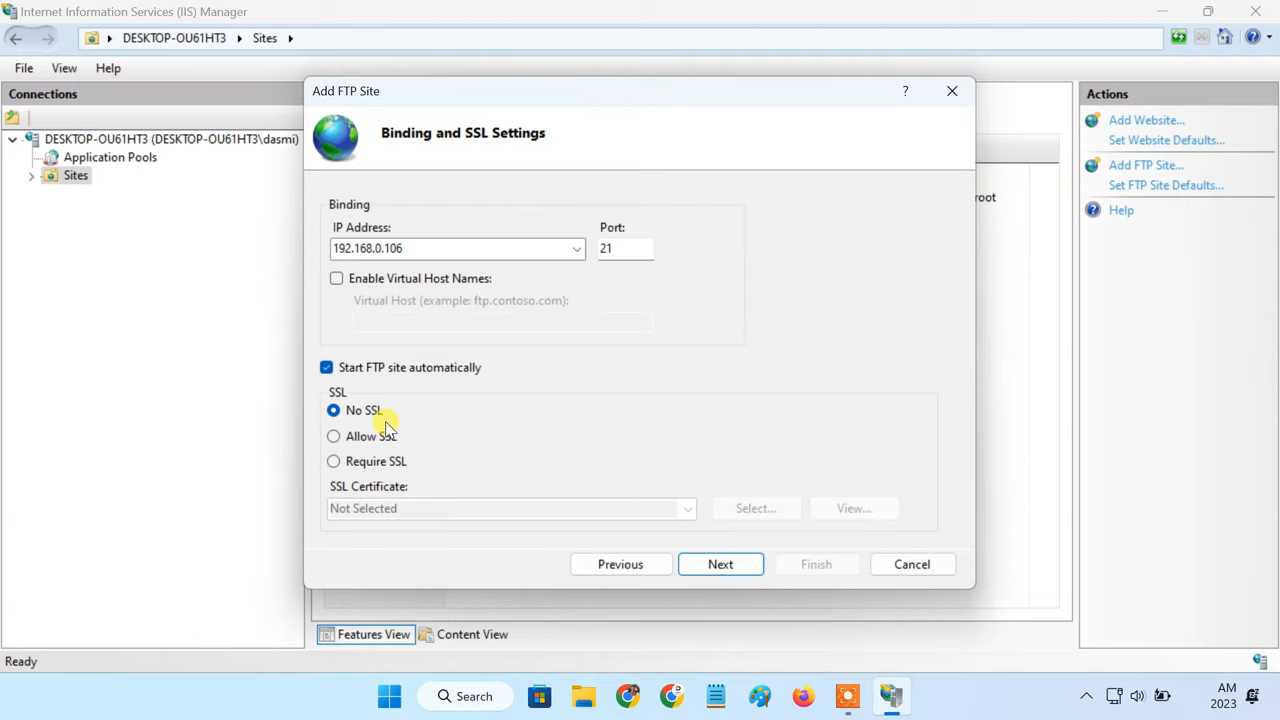 Internet Information Services (IIS) Manager
DESKTOP-OU61HT3 Sites
File View Help
Connections
DESKTOP-OU61HT3 (DESKTOP-OU61HT3\dasmi)
Application Pools
Sites
Add FTP Site
?
Binding and SSL Settings
Binding
IP Address:
Port:
192.168.0.106
21
Enable Virtual Host Names:
Virtual Host (example: ftp.contoso.com):
Start FTP site automatically
SSL
No SSL
Allow SSL
Require SSL
SSL Certificate:
Not Selected
Select...
View...
Previous
Next
Finish
Cancel
root
Actions
Add Website...
Set Website Defaults...
Add FTP Site...
Set FTP Site Defaults...
Help
Features View
Content View
Ready
Search
AM
2023